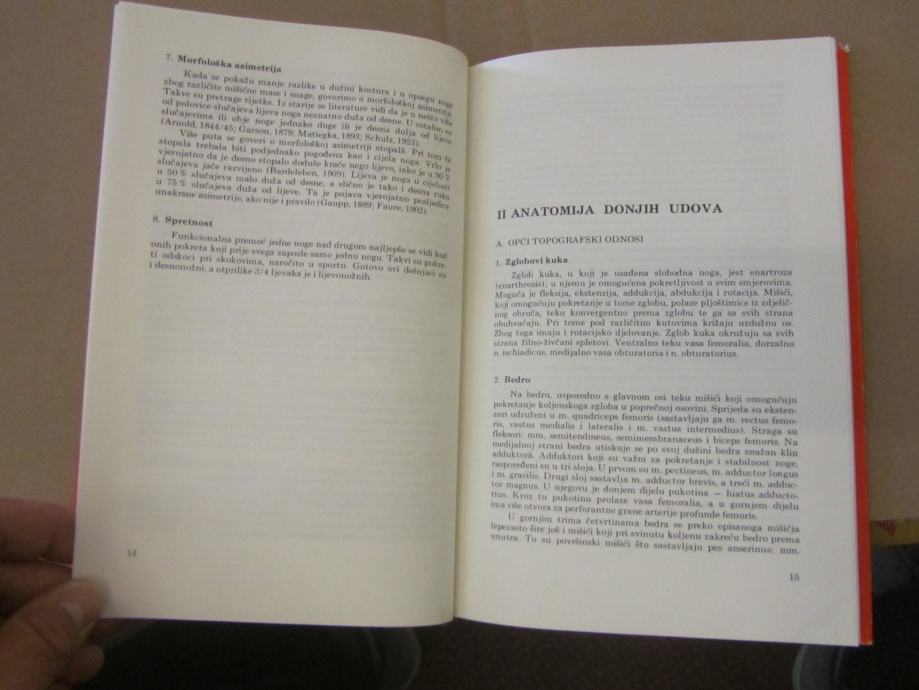 7. Morfološka asimetrija
Kada se pokažu manje razlike u dužini kostura i u opsegu nogu
zbog različite mišićne mase i snage, govorimo o morfološkoj asimetriji.
Takve su pretrage rijetke. Iz starije se literature vidi da je u nešto više
od polovice slučajeva lijeva noga neznatno duža od desne. U ostalim su
slučajevima ili obje noge jednako duge ili je desna dulja od lijeve
(Arnold, 1844/45; Garson, 1879; Matiegka, 1893; Schulz, 1923).
Više puta se govori o morfološkoj asimetriji stopalâ. Pri tom bi
stopala trebala biti podjednako pogođena kao i cijela noga. Vrlo je
vjerojatno da je desno stopalo doduše kraće nego lijevo, iako je u 90 %
slučajeva jače razvijeno (Bardeleben, 1909). Lijeva je noga u cijelosti
u 50 % slučajeva malo duža od desne, a slično je tako i desna ruka
u 75 % slučajeva duža od lijeve. Ta je pojava vjerojatno posljedica
unakrsne asimetrije, ako nije i pravilo (Gaupp, 1889; Faure, 1902).
8. Spretnost
Funkcionalna premoć jedne noge nad drugom najljepše se vidi kod
onih pokreta koji prije svega zaposle samo jednu nogu. Takvi su pokre-
ti odskoci pri skokovima, naročito u sportu. Gotovo svi dešnjaci su
i desnonožni, a otprilike 3/4 ljevaka je i lijevonožnih.
14
II ANATOMIJA DONJIH UDOVA
A. OPĆI TOPOGRAFSKI ODNOSI
1. Zglobovi kuka
Zglob kuka, u koji je usađena slobodna noga, jest enartroza
(enarthrosis); u njemu je omogućena pokretljivost u svim smjerovima.
Moguća je fleksija, ekstenzija, addukcija, abdukcija i rotacija. Mišići,
koji omogućuju pokretanje u tome zglobu, polaze pljoštimice iz zdjelič-
nog obruča, teku konvergentno prema zglobu te ga sa svih strana
obuhvaćaju. Pri tome pod različitim kutovima križaju uzdužnu os.
Zbog toga imaju i rotacijsko djelovanje. Zglob kuka okružuju sa svih
strana žilno-živčani spletovi. Ventralno teku vasa femoralia, dorzalno
n. ischiadicus, medijalno vasa obturatoria i n. obturatorius.
2. Bedro
Na bedru, usporedno s glavnom osi teku mišići koji omogućuju
pokretanje koljenskoga zgloba u poprečnoj osovini. Sprijeda su eksten-
zori udruženi u m. quadriceps femoris (sastavljaju ga m. rectus femo-
ris, vastus medialis i lateralis i m. vastus intermedius). Straga su
fleksori: mm. semitendineus, semimembranaceus i biceps femoris. Na
medijalnoj strani bedra utiskuje se po svoj dužini bedra snažan klin
adduktorâ. Adduktori koji su važni za pokretanje i stabilnost noge,
raspoređeni su u tri sloja. U prvom su m. pectineus, m. adductor longus
i m. gracilis. Drugi sloj sastavlja m. adductor brevis, a treći m. adduc-
tor magnus. U njegovu je donjem dijelu pukotina — hiatus adducto-
rius. Kroz tu pukotinu prolaze vasa femoralia, a u gornjem dijelu
ima više otvora za perforantne grane arterije profunde femoris.
U gornjim trima četvrtinama bedra se preko opisanoga mišićja
lepezasto šire još i mišići koji pri svinutu koljenu zakreću bedro prema
unutra. To su površinski mišići što sastavljaju pes anserinus: mm.
15